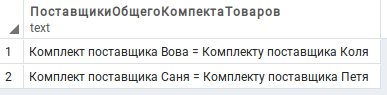 ПоставщикиОбщегоКомпектаТоваров
text
1 Комплект поставщика Вова = Комплекту поставщика Коля
2 Комплект поставщика Саня = Комплекту поставщика Петя